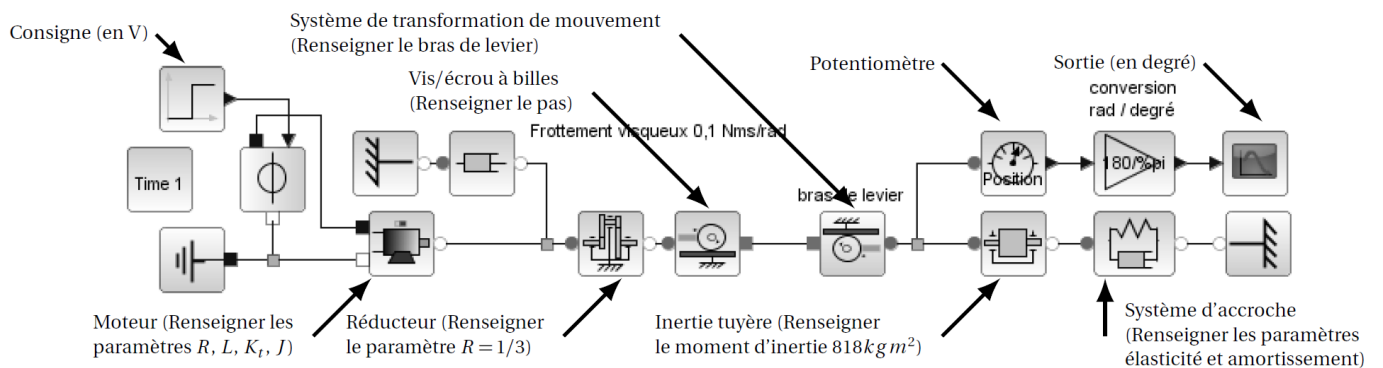 Système de transformation de mouvement
(Renseigner le bras de levier)
Consigne (en V)
Vis/écrou à billes
(Renseigner le pas)
Potentiomètre
Sortie (en degré)
conversion
rad / degré
Frottement visqueux 0,1 Nms/rad
Time 1
Position
180/%pi
bras de levier
Moteur (Renseigner les
paramètres R, L, Kt, J)
Réducteur (Renseigner
le paramètre R = 1/3)
Inertie tuyère (Renseigner
le moment d'inertie 818kg m²)
Système d'accroche
(Renseigner les paramètres
élasticité et amortissement)